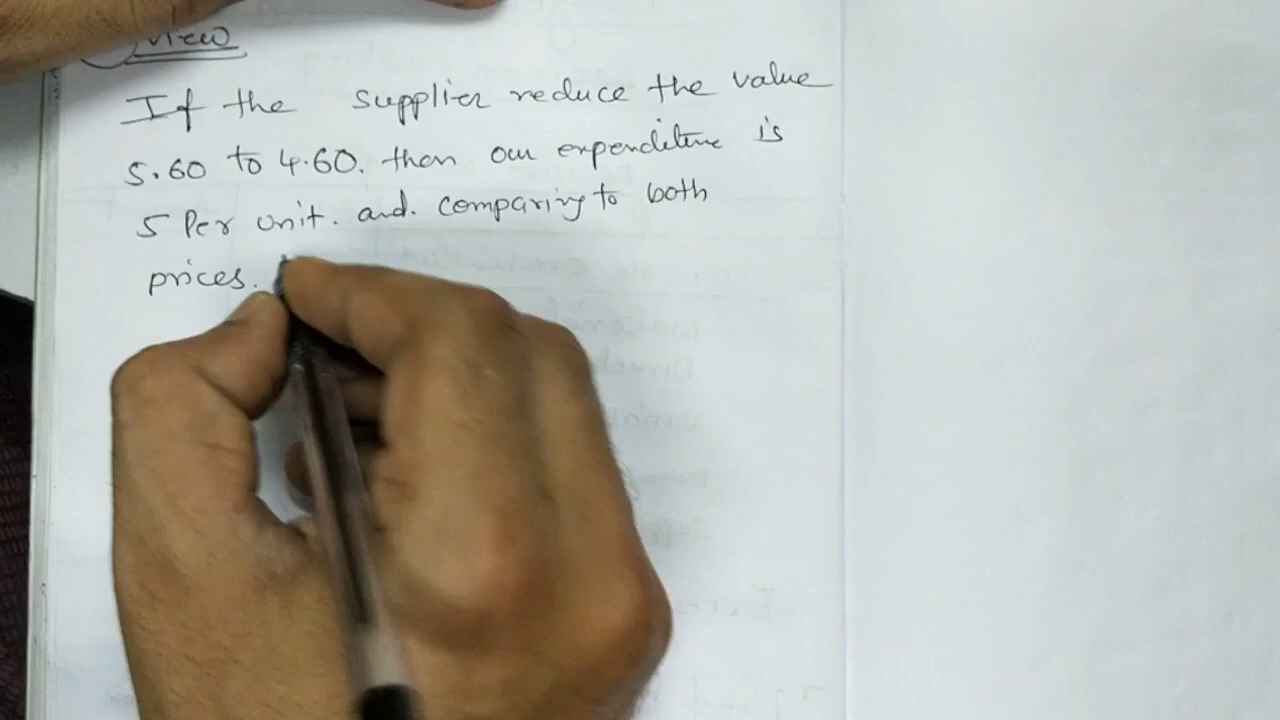 View
If the supplier reduce the value
5.60 to 4.60. then our expenditure is
5 Per unit. and. comparing to both
prices.